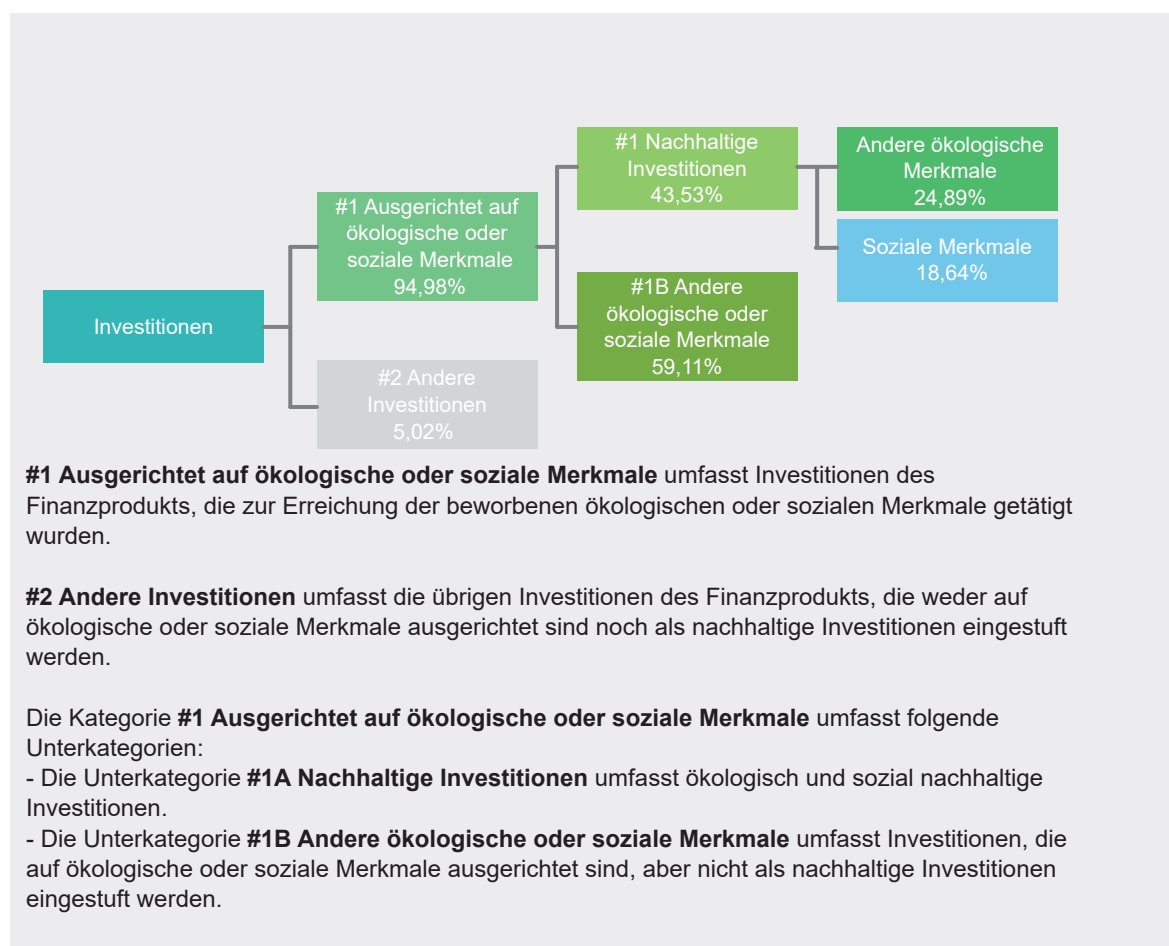 Investitionen
#1 Ausgerichtet auf
ökologische oder
soziale Merkmale
94,98%
#2 Andere
Investitionen
5,02%
#1 Nachhaltige
Investitionen
43,53%
#1B Andere
ökologische oder
soziale Merkmale
59,11%
Andere ökologische
Merkmale
24,89%
Soziale Merkmale
18,64%
#1 Ausgerichtet auf ökologische oder soziale Merkmale umfasst Investitionen des
Finanzprodukts, die zur Erreichung der beworbenen ökologischen oder sozialen Merkmale getätigt
wurden.
#2 Andere Investitionen umfasst die übrigen Investitionen des Finanzprodukts, die weder auf
ökologische oder soziale Merkmale ausgerichtet sind noch als nachhaltige Investitionen eingestuft
werden.
Die Kategorie #1 Ausgerichtet auf ökologische oder soziale Merkmale umfasst folgende
Unterkategorien:
- Die Unterkategorie #1A Nachhaltige Investitionen umfasst ökologisch und sozial nachhaltige
Investitionen.
- Die Unterkategorie #1B Andere ökologische oder soziale Merkmale umfasst Investitionen, die
auf ökologische oder soziale Merkmale ausgerichtet sind, aber nicht als nachhaltige Investitionen
eingestuft werden.